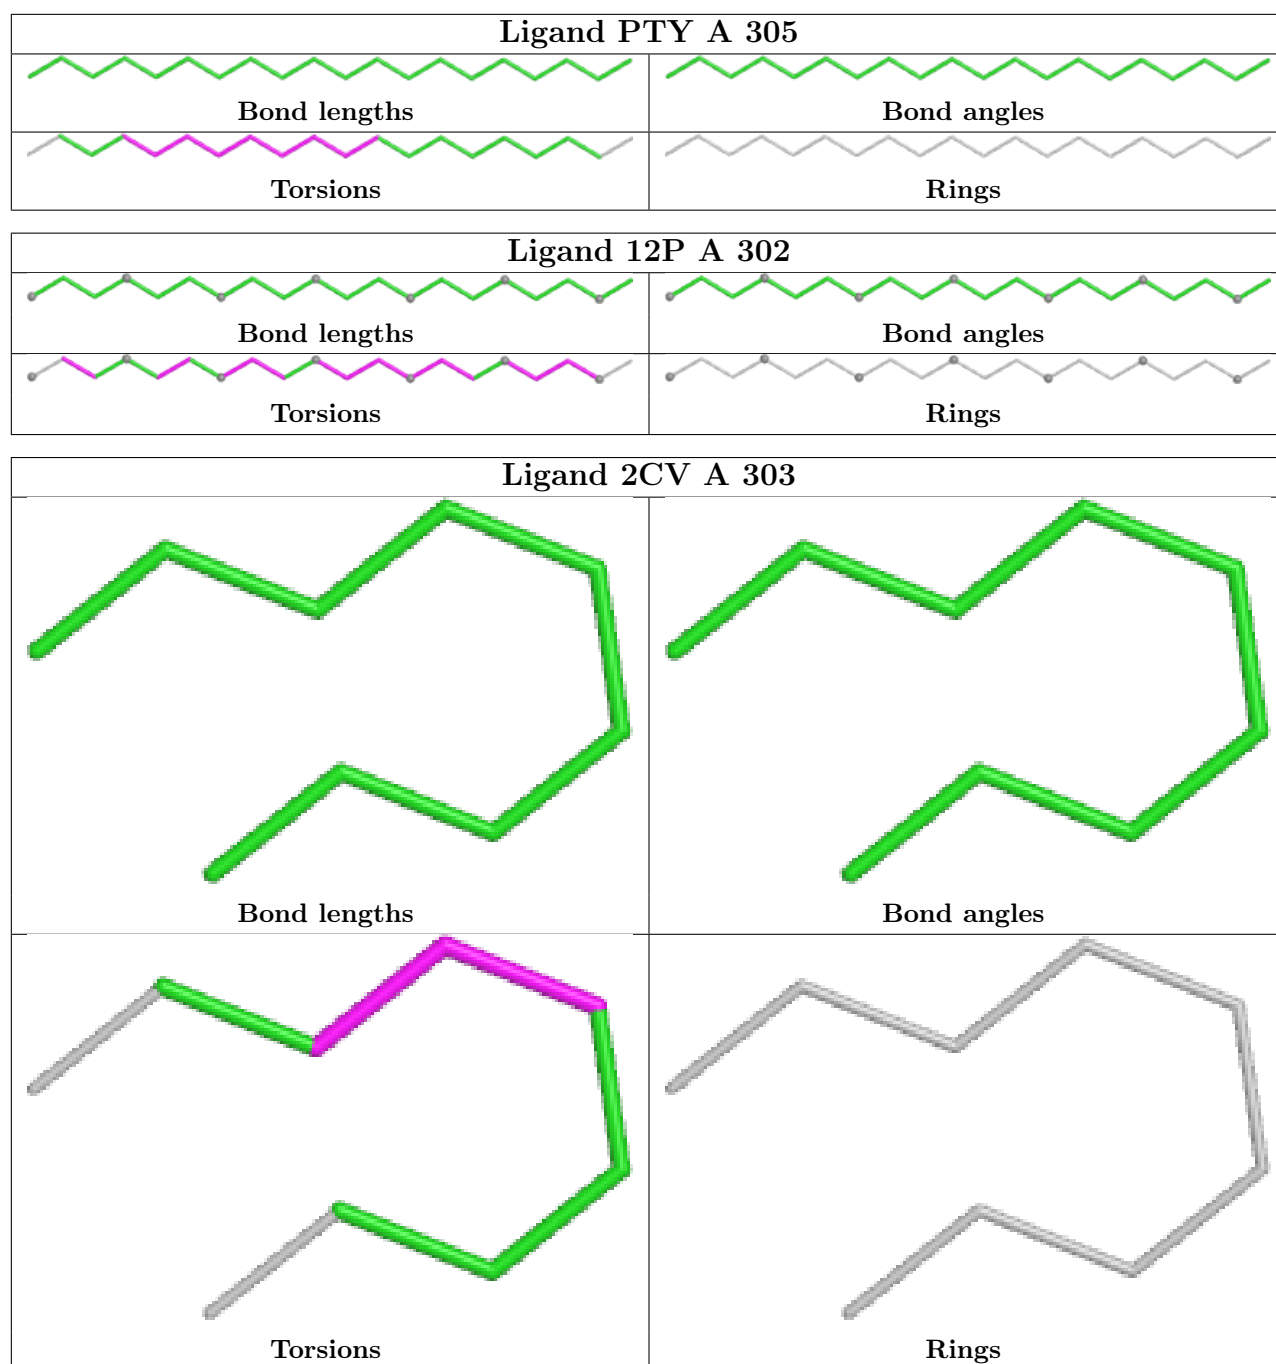 Ligand PTY A 305
Bond lengths
Bond angles
Torsions
Rings
Ligand 12P A 302
Bond lengths
Bond angles
Torsions
Rings
Ligand 2CV A 303
Bond lengths
Bond angles
Torsions
Rings